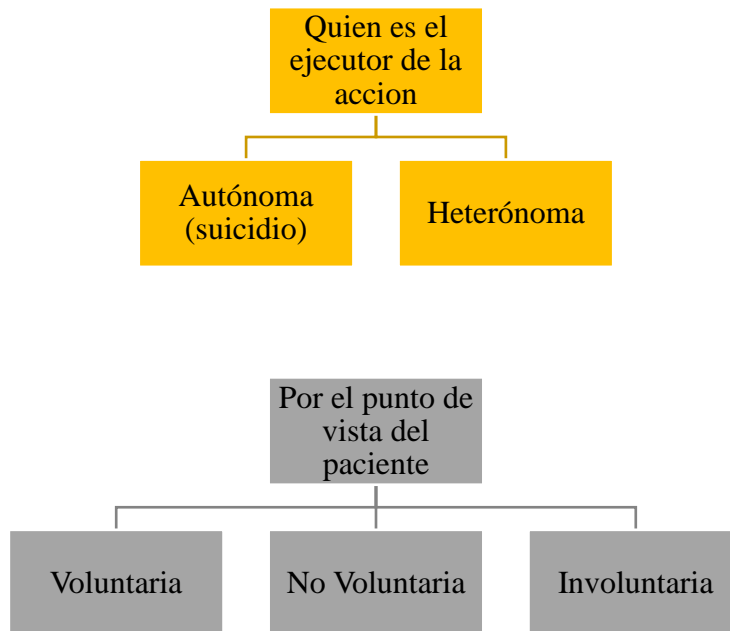 Quien es el
ejecutor de la
accion
Autónoma
(suicidio)
Heterónoma
Por el punto de
vista del
paciente
Voluntaria
No Voluntaria
Involuntaria